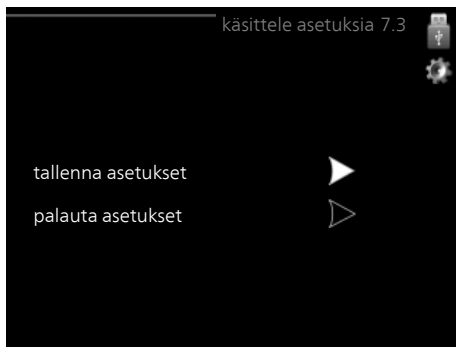 käsittele asetuksia 7.3
tallenna asetukset
palauta asetukset